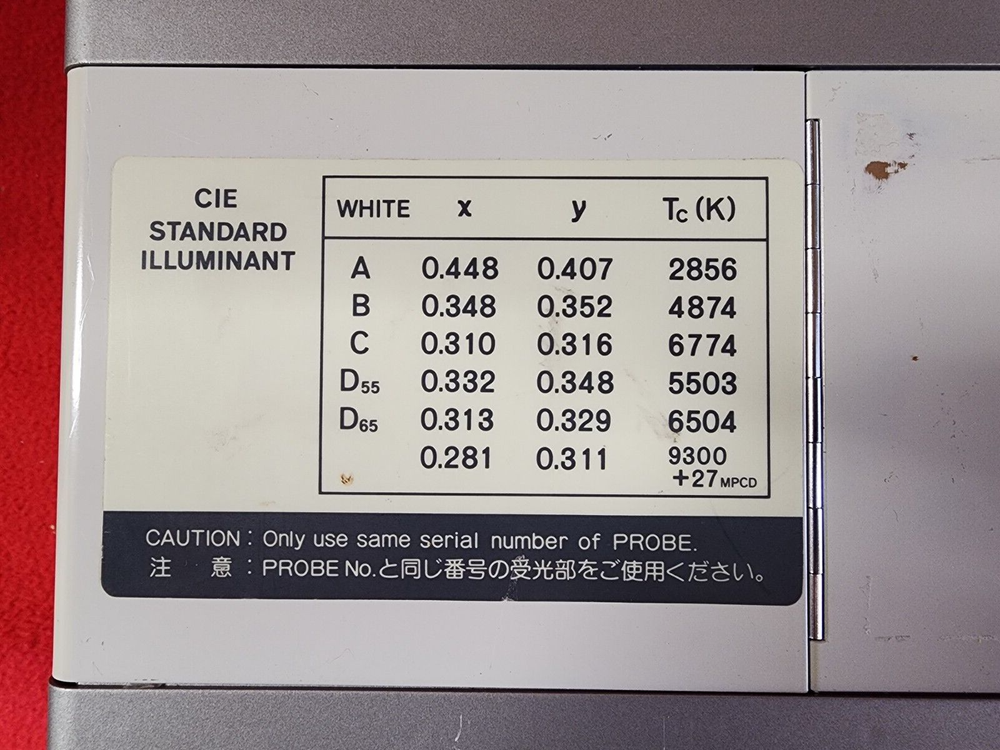 CIE
STANDARD
ILLUMINANT
WHITE x y Tc (K)
A 0.448 0.407 2856
B 0.348 0.352 4874
C 0.310 0.316 6774
D55 0.332 0.348 5503
D65 0.313 0.329 6504
0.281 0.311 9300
+27 MPCD
CAUTION : Only use same serial number of PROBE.
注 意 : PROBE No.と同じ番号の受光部をご使用ください。